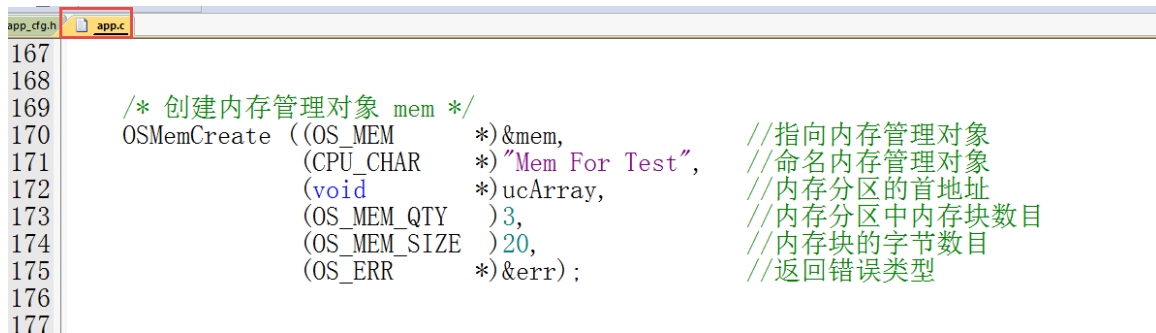 app_cfg.h app.c
167
168
169 /* 创建内存管理对象 mem */
170 OSMemCreate ((OS_MEM *)&mem, //指向内存管理对象
171 (CPU_CHAR *)"Mem For Test", //命名内存管理对象
172 (void *)ucArray, //内存分区的首地址
173 (OS_MEM_QTY )3, //内存分区中内存块数目
174 (OS_MEM_SIZE )20, //内存块的字节数目
175 (OS_ERR *)&err); //返回错误类型
176
177